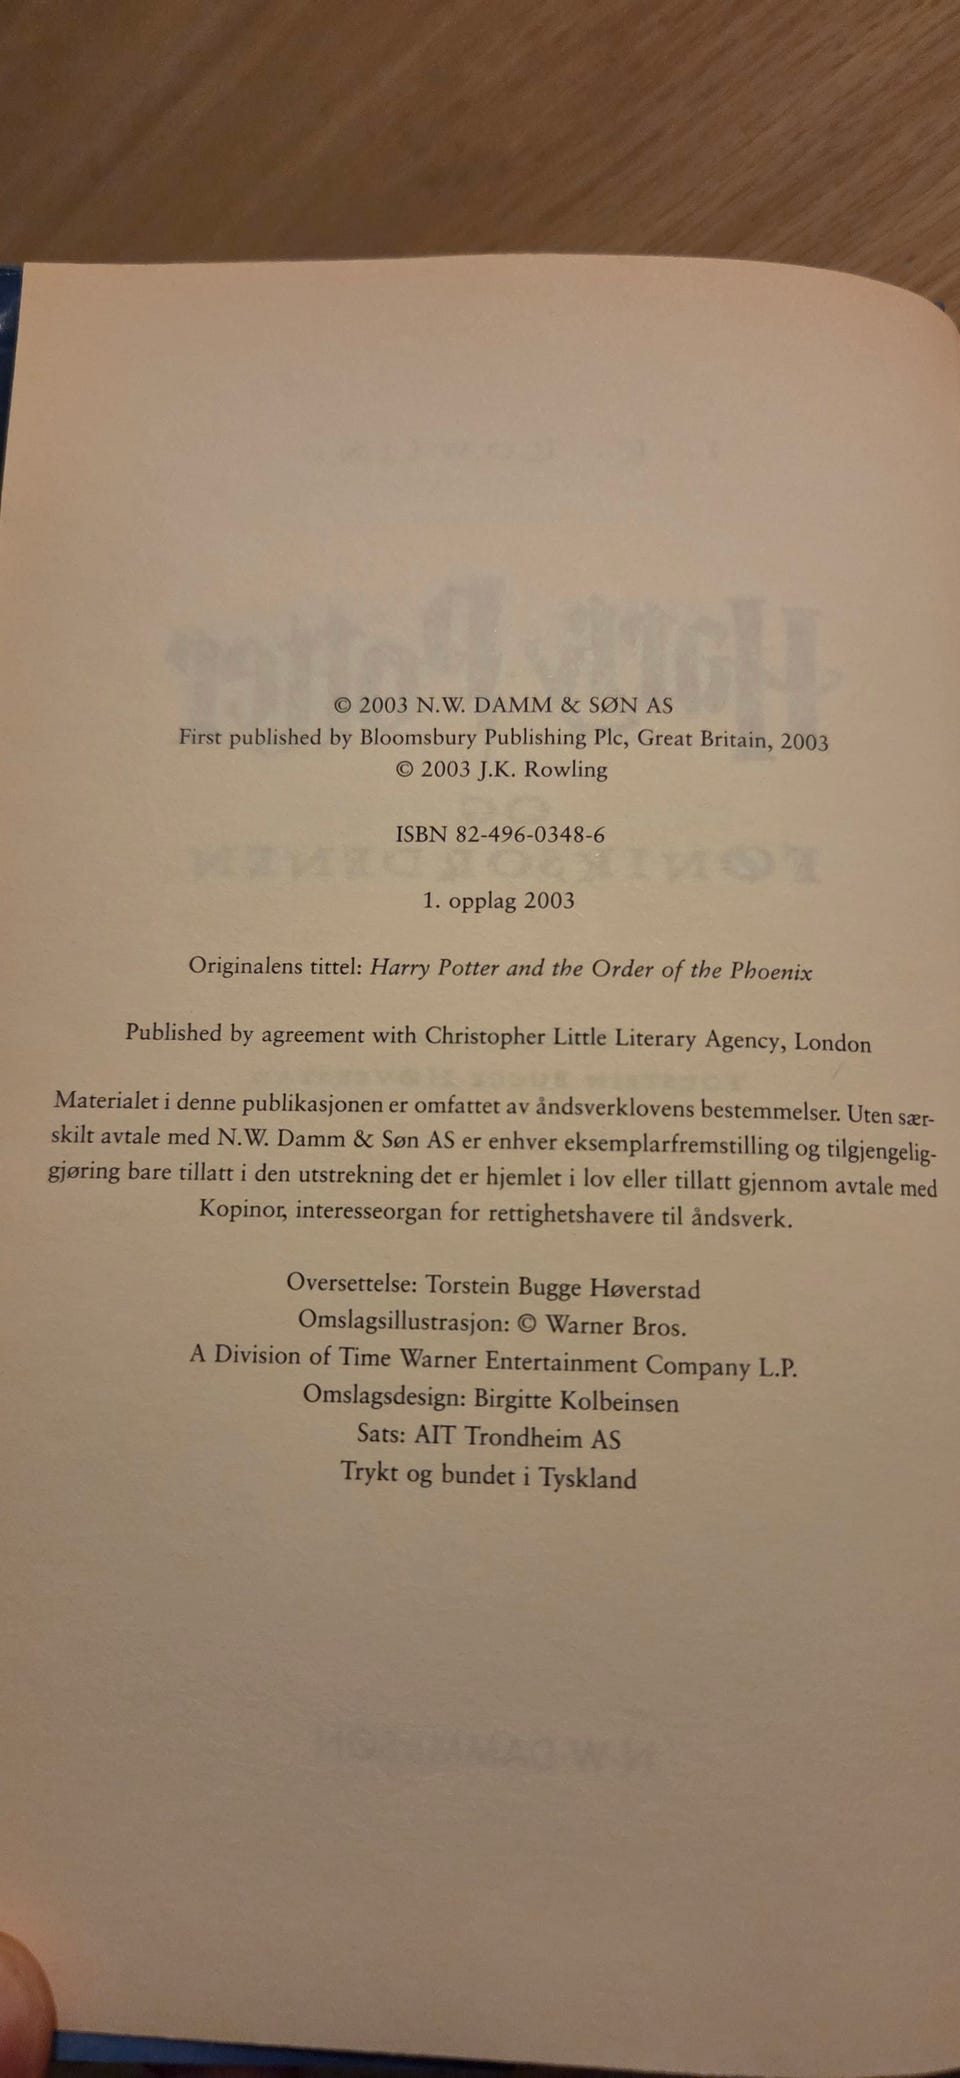 © 2003 N.W. DAMM & SØN AS
First published by Bloomsbury Publishing Plc, Great Britain, 2003
© 2003 J.K. Rowling
ISBN 82-496-0348-6
1. opplag 2003
Originalens tittel: Harry Potter and the Order of the Phoenix
Published by agreement with Christopher Little Literary Agency, London
Materialet i denne publikasjonen er omfattet av åndsverklovens bestemmelser. Uten sær-
skilt avtale med N.W. Damm & Søn AS er enhver eksemplarfremstilling og tilgjengelig-
gjøring bare tillatt i den utstrekning det er hjemlet i lov eller tillatt gjennom avtale med
Kopinor, interesseorgan for rettighetshavere til åndsverk.
Oversettelse: Torstein Bugge Høverstad
Omslagsillustrasjon: © Warner Bros.
A Division of Time Warner Entertainment Company L.P.
Omslagsdesign: Birgitte Kolbeinsen
Sats: AIT Trondheim AS
Trykt og bundet i Tyskland